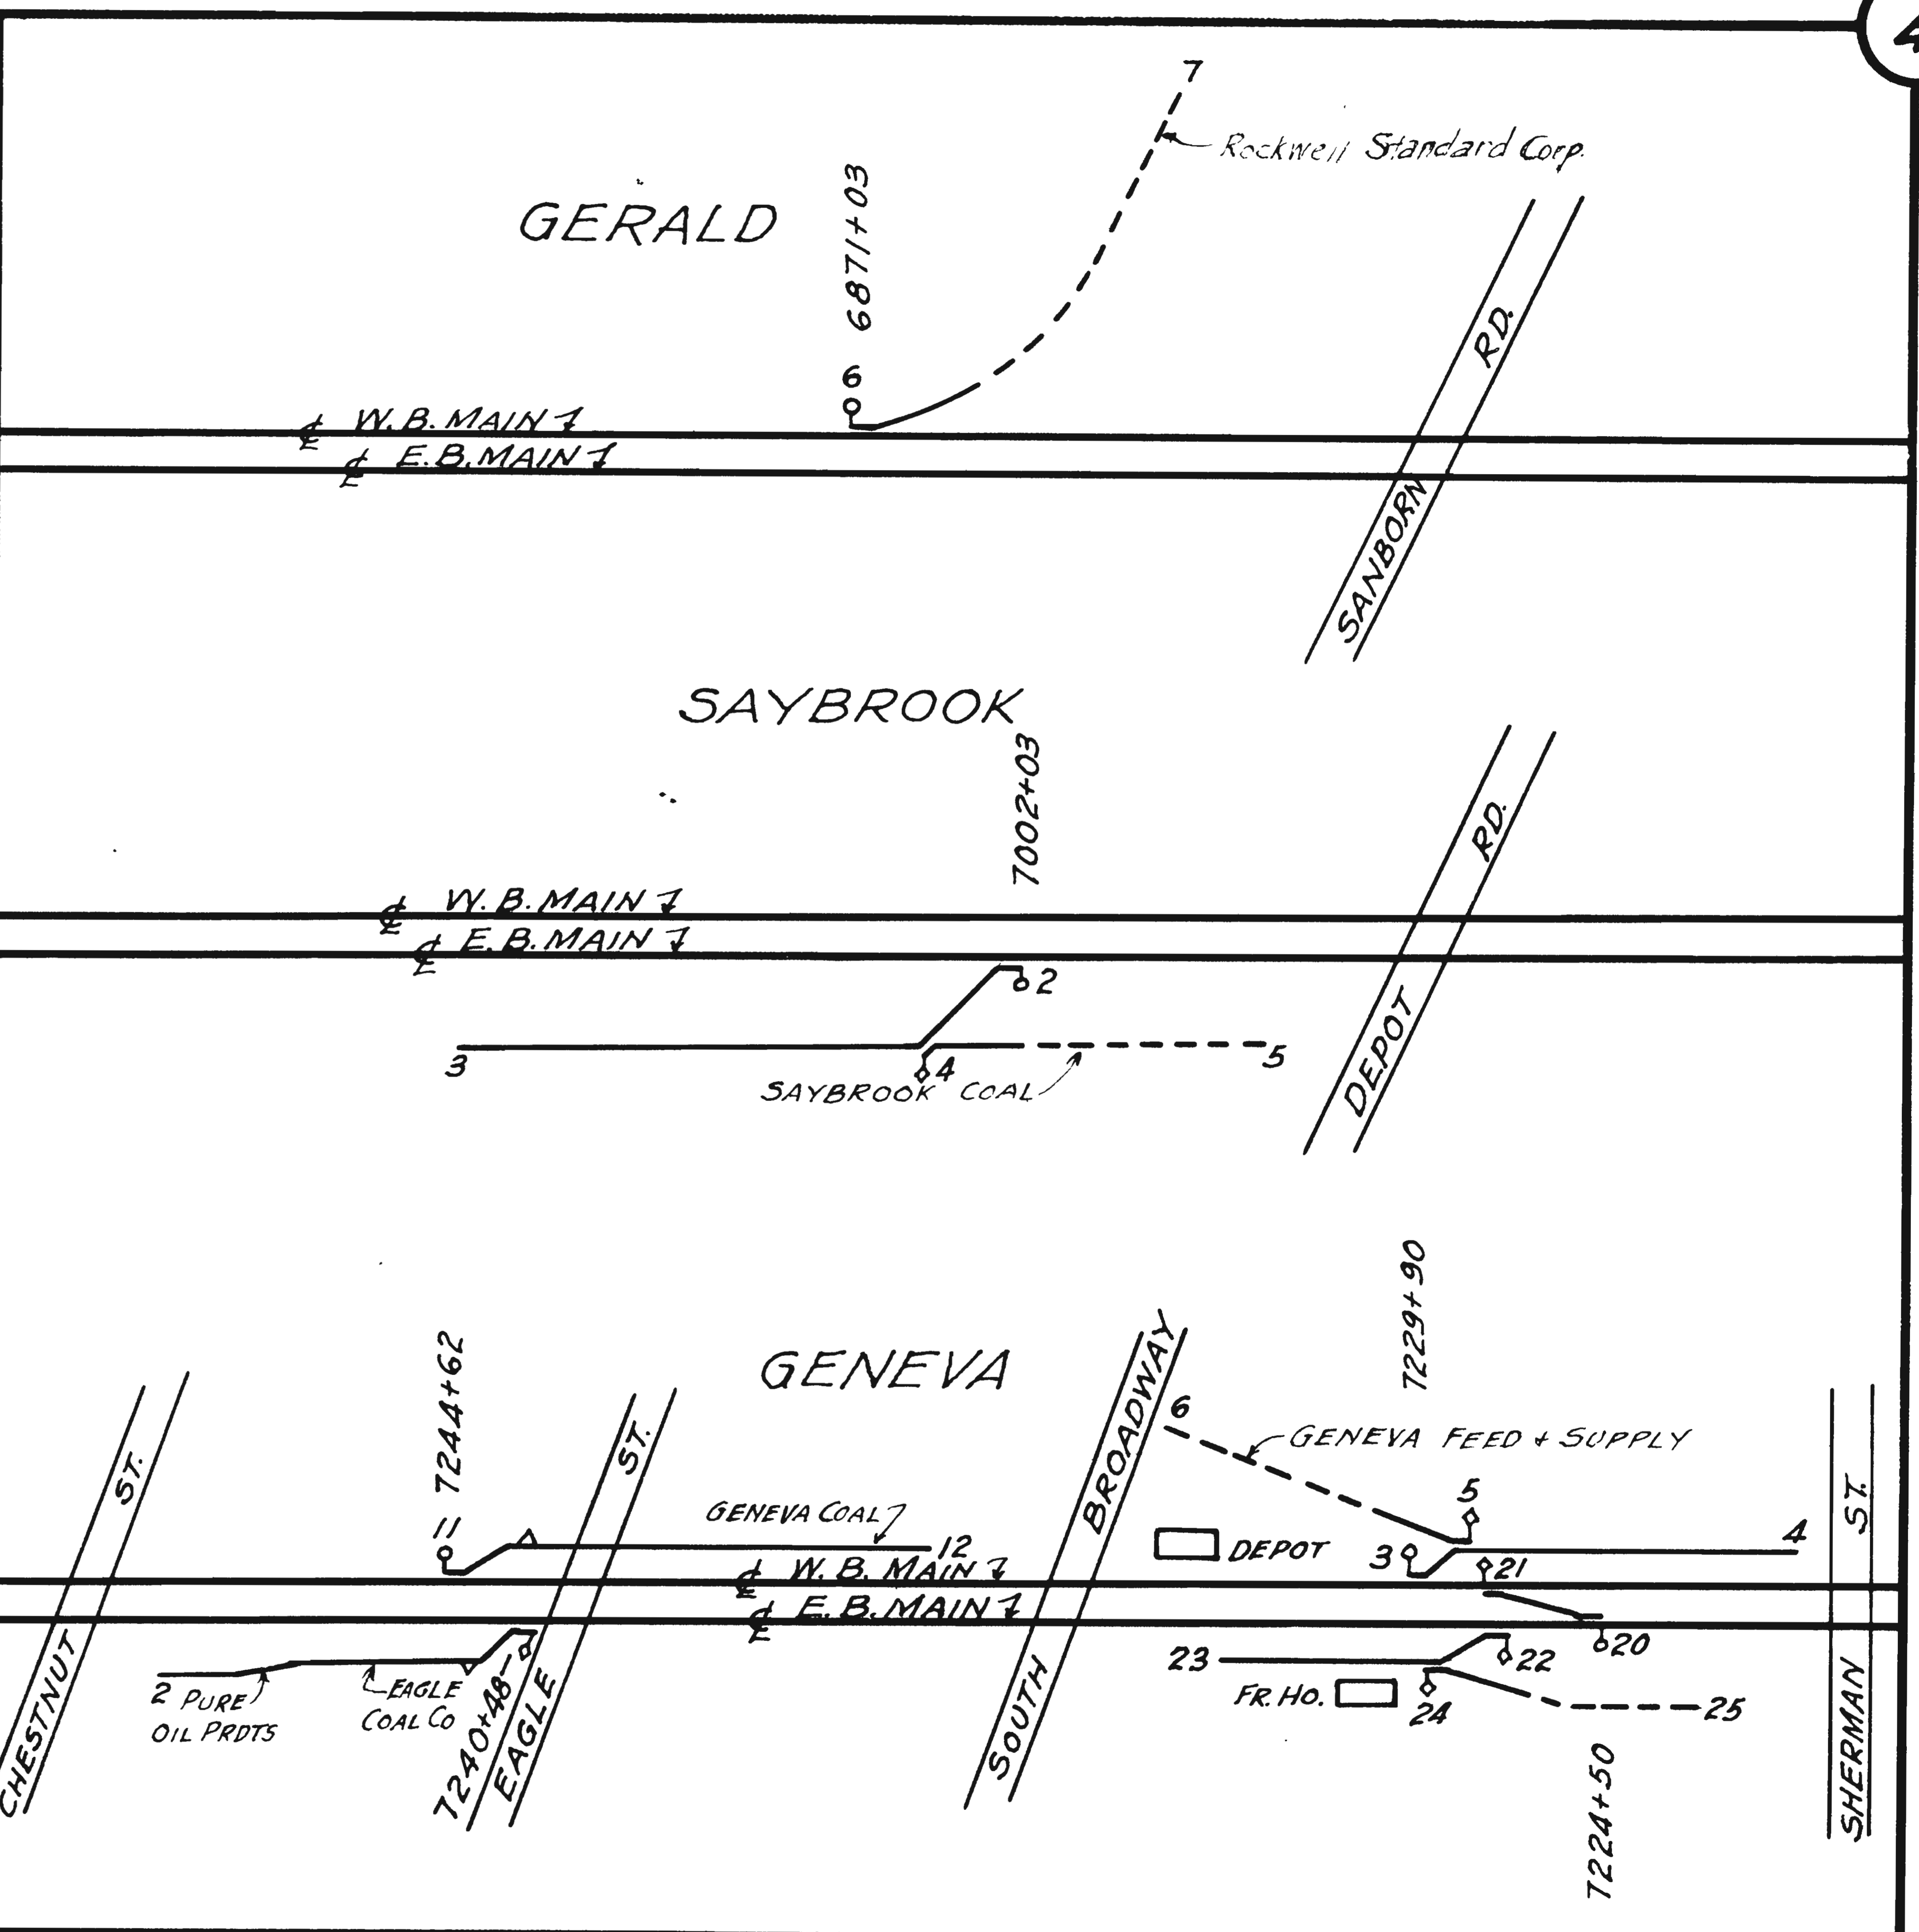 4
7
Rockwell Standard Corp.
GERALD
6871+03
6
RD.
W.B. MAIN
E.B. MAIN
SANBORN
SAYBROOK
7002+03
RD.
W.B. MAIN
E.B. MAIN
2
3
4
5
SAYBROOK COAL
DEPOT
7229+90
GENEVA
7244+62
BROADWAY
6
GENEVA FEED + SUPPLY
ST.
ST.
ST.
5
GENEVA COAL
11
12
DEPOT
3
4
21
W.B. MAIN
E.B. MAIN
20
23
22
2 PURE
OIL PRDTS
EAGLE
COAL CO
7240+48
EAGLE
CHESTNUT
SOUTH
FR. HO.
24
25
SHERMAN
7224+50